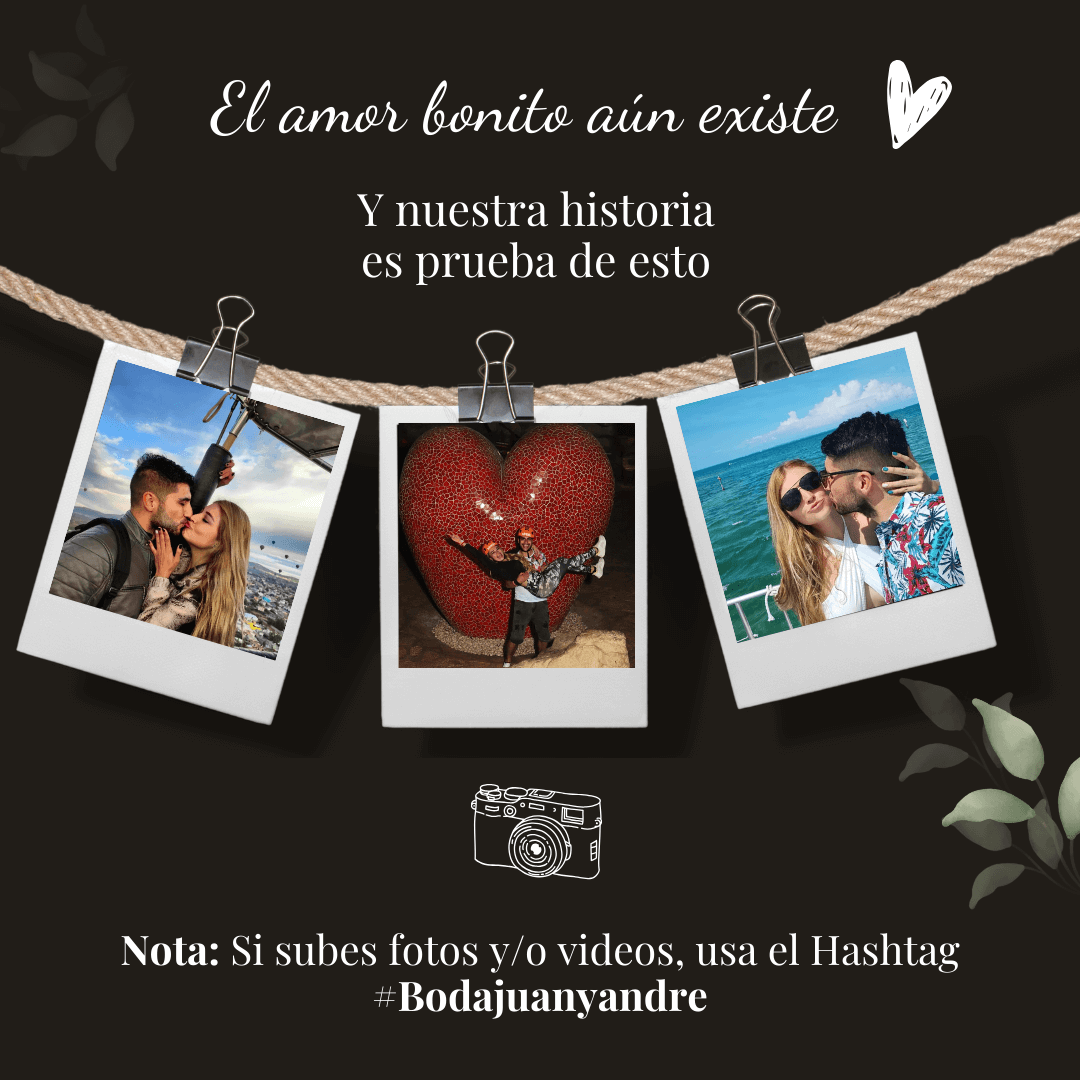 El amor bonito aún existe
Y nuestra historia
es prueba de esto
Nota: Si subes fotos y/o videos, usa el Hashtag
#Bodajuanyandre